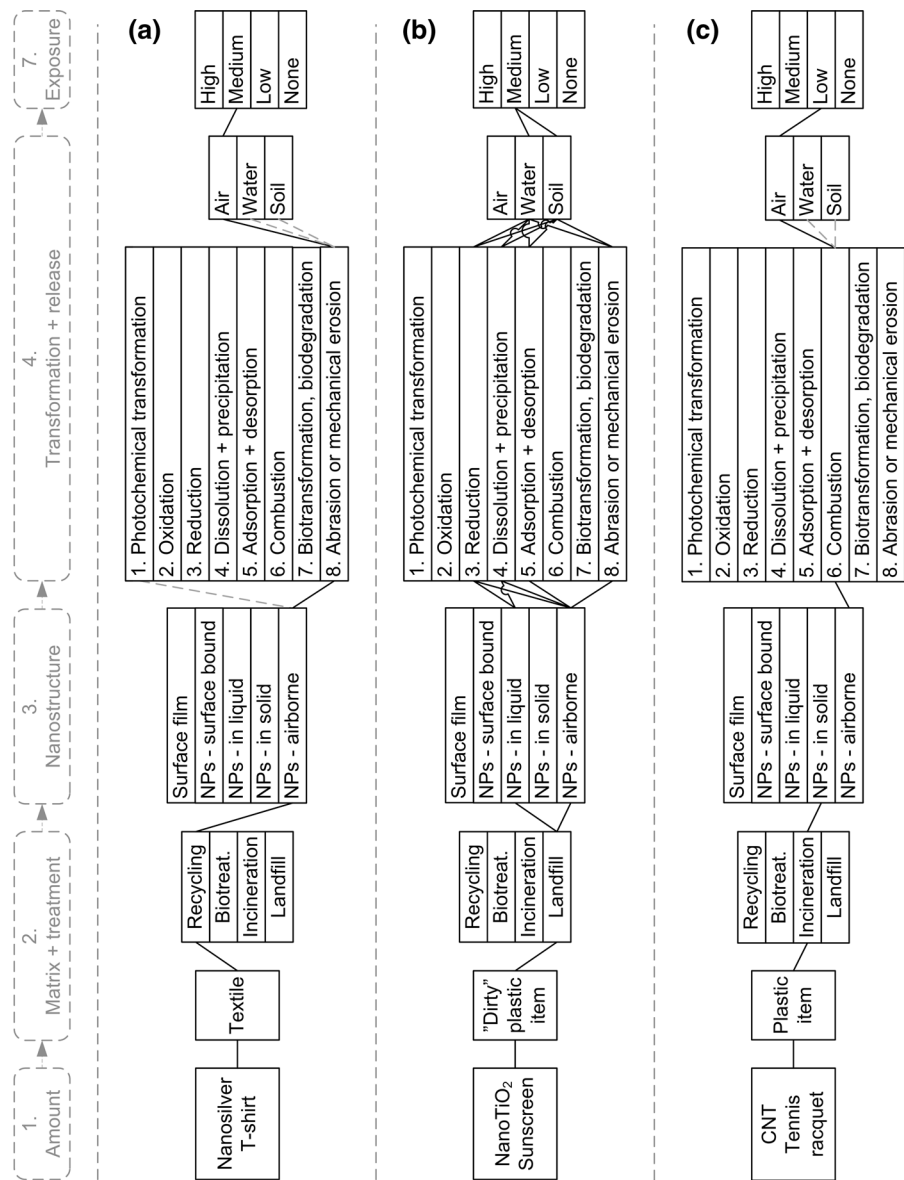 1.
Amount
2.
Matrix + treatment
3.
Nanostructure
4.
Transformation + release
7.
Exposure
(a)
Nanosilver
T-shirt
Textile
Recycling
Biotreat.
Incineration
Landfill
Surface film
NPs - surface bound
NPs - in liquid
NPs - in solid
NPs - airborne
1. Photochemical transformation
2. Oxidation
3. Reduction
4. Dissolution + precipitation
5. Adsorption + desorption
6. Combustion
7. Biotransformation, biodegradation
8. Abrasion or mechanical erosion
Air
Water
Soil
High
Medium
Low
None
(b)
NanoTiO₂
Sunscreen
”Dirty”
plastic
item
Recycling
Biotreat.
Incineration
Landfill
Surface film
NPs - surface bound
NPs - in liquid
NPs - in solid
NPs - airborne
1. Photochemical transformation
2. Oxidation
3. Reduction
4. Dissolution + precipitation
5. Adsorption + desorption
6. Combustion
7. Biotransformation, biodegradation
8. Abrasion or mechanical erosion
Air
Water
Soil
High
Medium
Low
None
(c)
CNT
Tennis
racquet
Plastic
item
Recycling
Biotreat.
Incineration
Landfill
Surface film
NPs - surface bound
NPs - in liquid
NPs - in solid
NPs - airborne
1. Photochemical transformation
2. Oxidation
3. Reduction
4. Dissolution + precipitation
5. Adsorption + desorption
6. Combustion
7. Biotransformation, biodegradation
8. Abrasion or mechanical erosion
Air
Water
Soil
High
Medium
Low
None